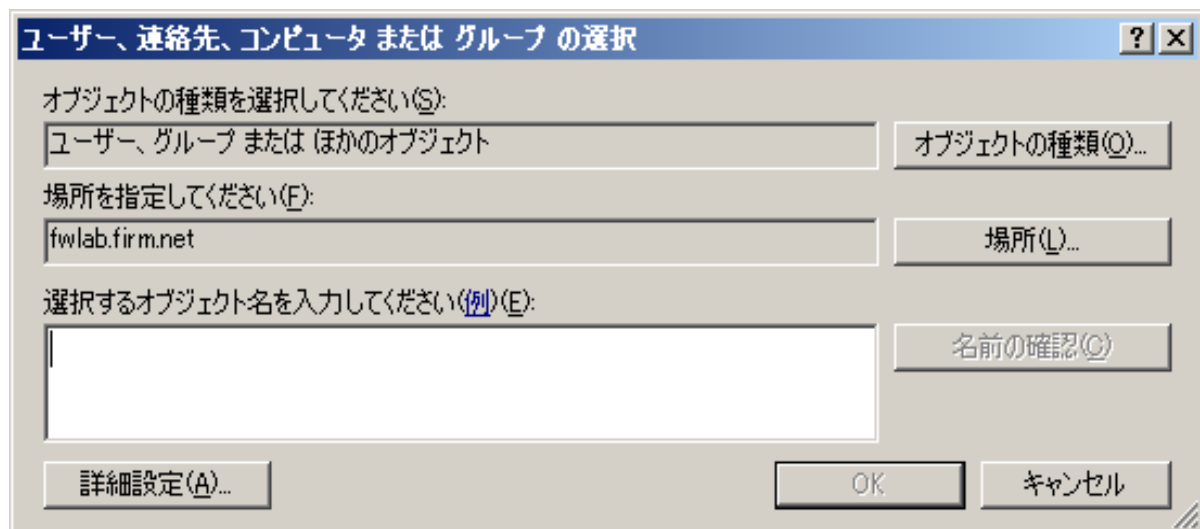 ユーザー、連絡先、コンピュータ または グループ の選択
オブジェクトの種類を選択してください(S):
ユーザー、グループ または ほかのオブジェクト
オブジェクトの種類(O)...
場所を指定してください(F):
fwlab.firm.net
場所(L)...
選択するオブジェクト名を入力してください(例)(E):
名前の確認(C)
詳細設定(A)...
OK
キャンセル